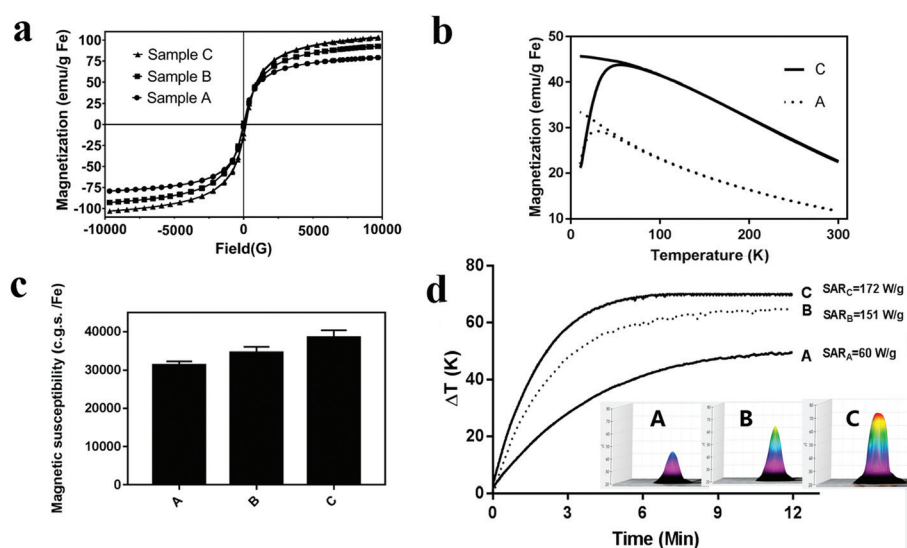 a
Magnetization (emu/g Fe)
100
75
50
25
0
-25
-50
-75
-100
Sample C
Sample B
Sample A
-10000 -5000 0 5000 10000
Field(G)
b
Magnetization (emu/g Fe)
50
40
30
20
10
C
A
0 100 200 300
Temperature (K)
c
Magnetic susceptibility (c.g.s. /Fe)
40000
30000
20000
10000
0
A B C
d
ΔT (K)
80
60
40
20
0
C SARC=172 W/g
B SARB=151 W/g
A SARA=60 W/g
A B C
0 3 6 9 12
Time (Min)